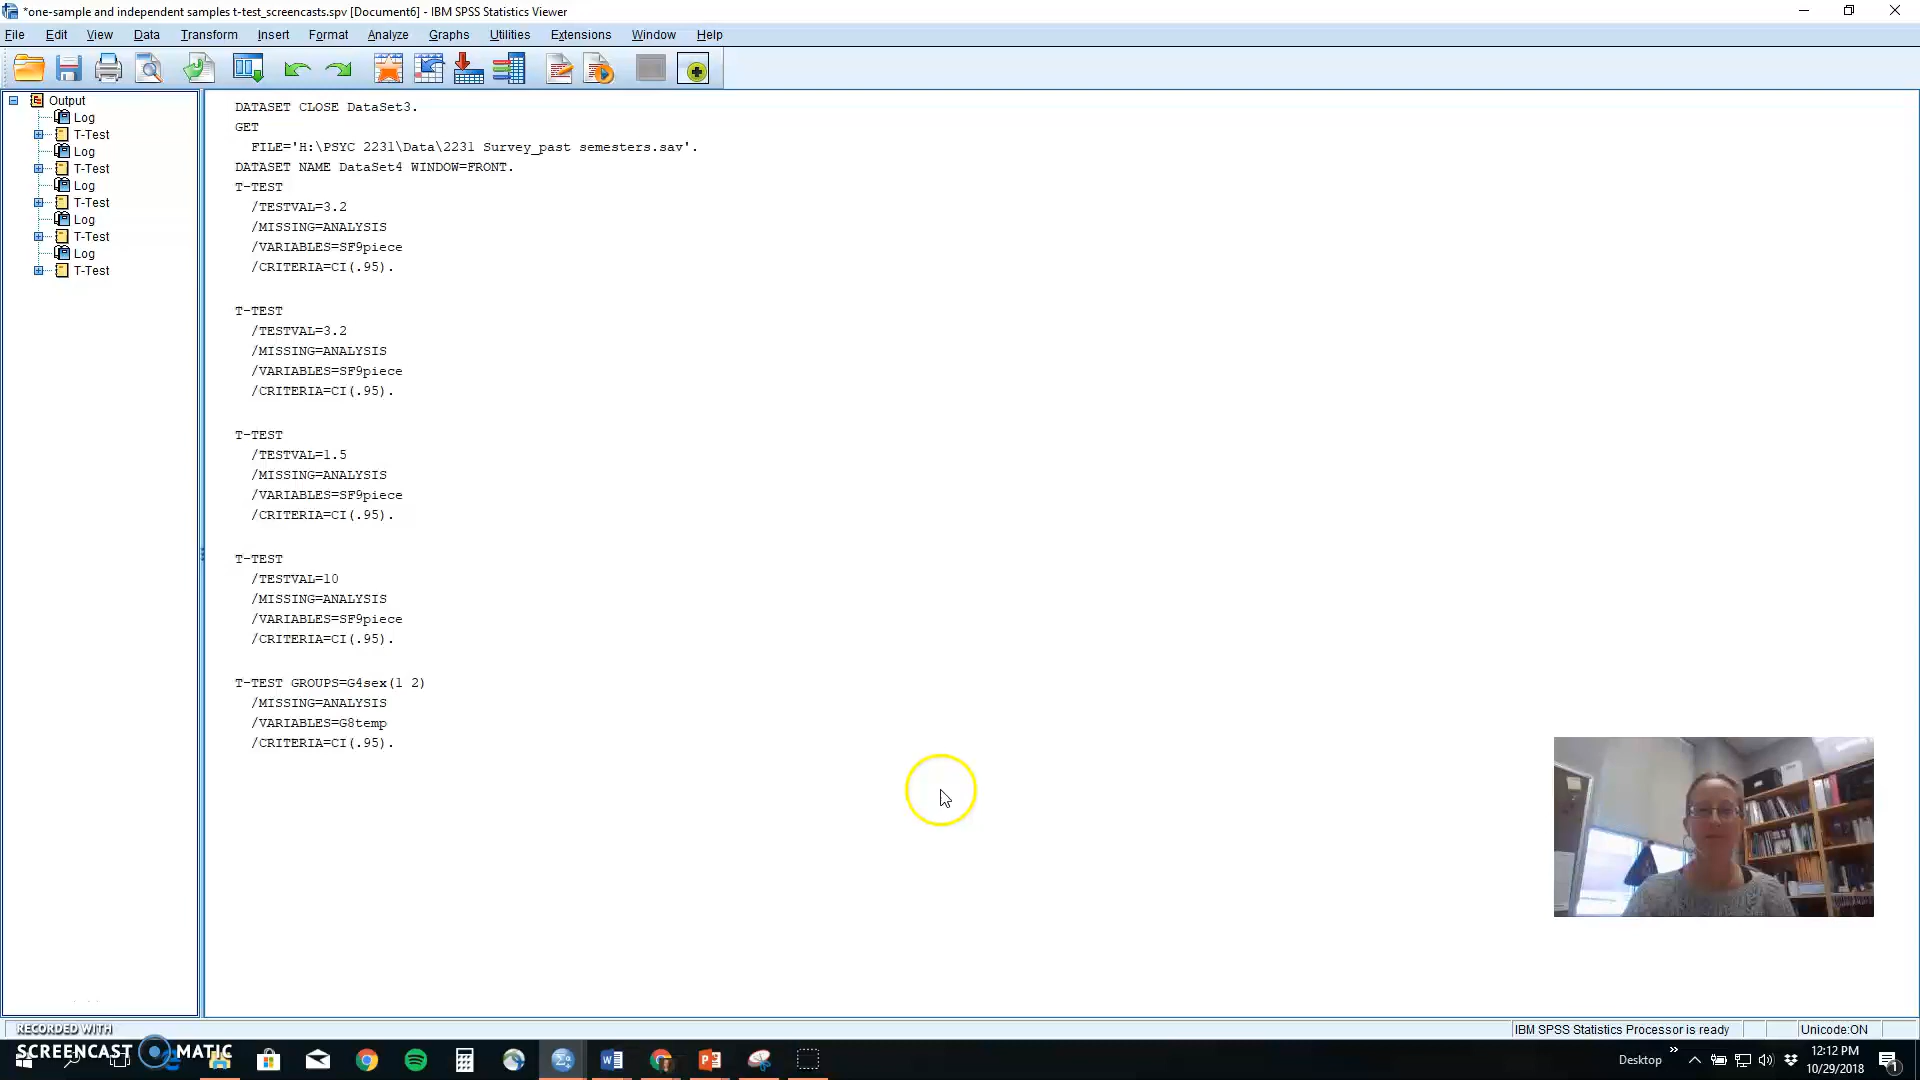 *one-sample and independent samples t-test_screencasts.spv [Document6] - IBM SPSS Statistics Viewer
File Edit View Data Transform Insert Format Analyze Graphs Utilities Extensions Window Help
Output
Log
T-Test
Log
T-Test
Log
T-Test
Log
T-Test
Log
T-Test
DATASET CLOSE DataSet3.
GET
FILE='H:\PSYC 2231\Data\2231 Survey_past semesters.sav'.
DATASET NAME DataSet4 WINDOW=FRONT.
T-TEST
/TESTVAL=3.2
/MISSING=ANALYSIS
/VARIABLES=SF9piece
/CRITERIA=CI(.95).
T-TEST
/TESTVAL=3.2
/MISSING=ANALYSIS
/VARIABLES=SF9piece
/CRITERIA=CI(.95).
T-TEST
/TESTVAL=1.5
/MISSING=ANALYSIS
/VARIABLES=SF9piece
/CRITERIA=CI(.95).
T-TEST
/TESTVAL=10
/MISSING=ANALYSIS
/VARIABLES=SF9piece
/CRITERIA=CI(.95).
T-TEST GROUPS=G4sex(1 2)
/MISSING=ANALYSIS
/VARIABLES=G8temp
/CRITERIA=CI(.95).
IBM SPSS Statistics Processor is ready Unicode:ON
RECORDED WITH
SCREENCAST MATIC
Desktop
12:12 PM
10/29/2018